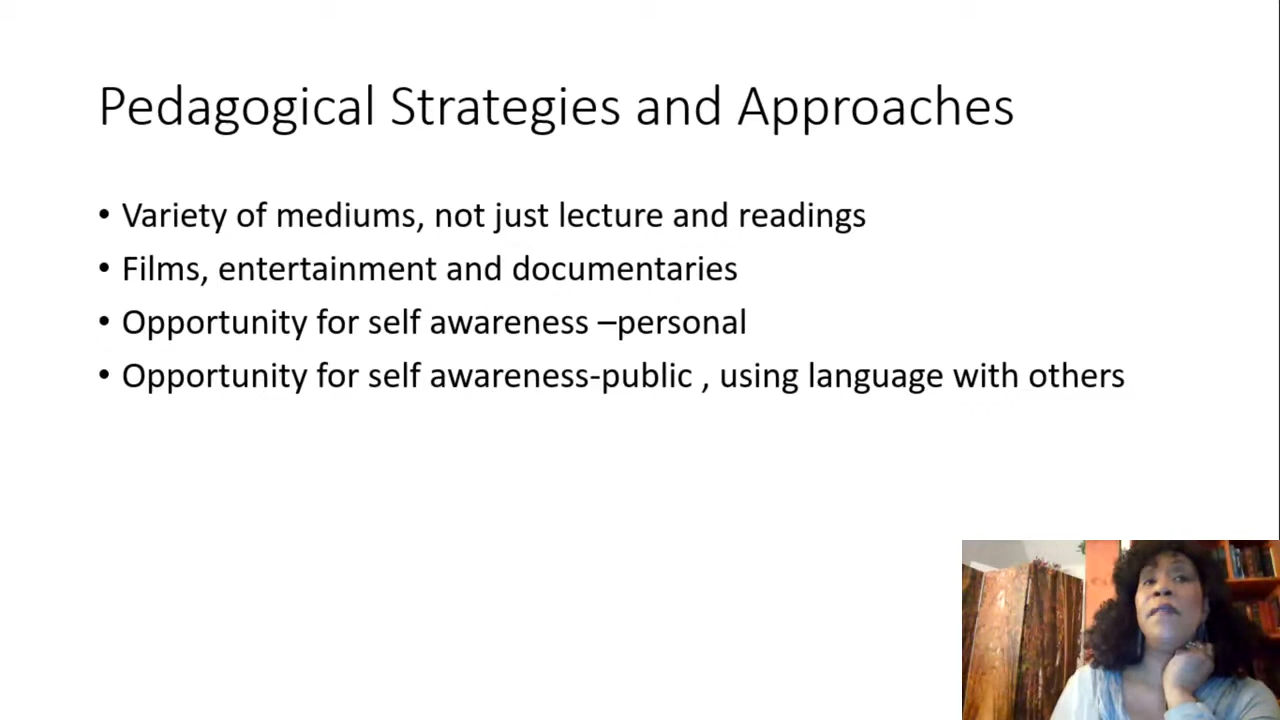 Pedagogical Strategies and Approaches
• Variety of mediums, not just lecture and readings
• Films, entertainment and documentaries
• Opportunity for self awareness –personal
• Opportunity for self awareness-public , using language with others